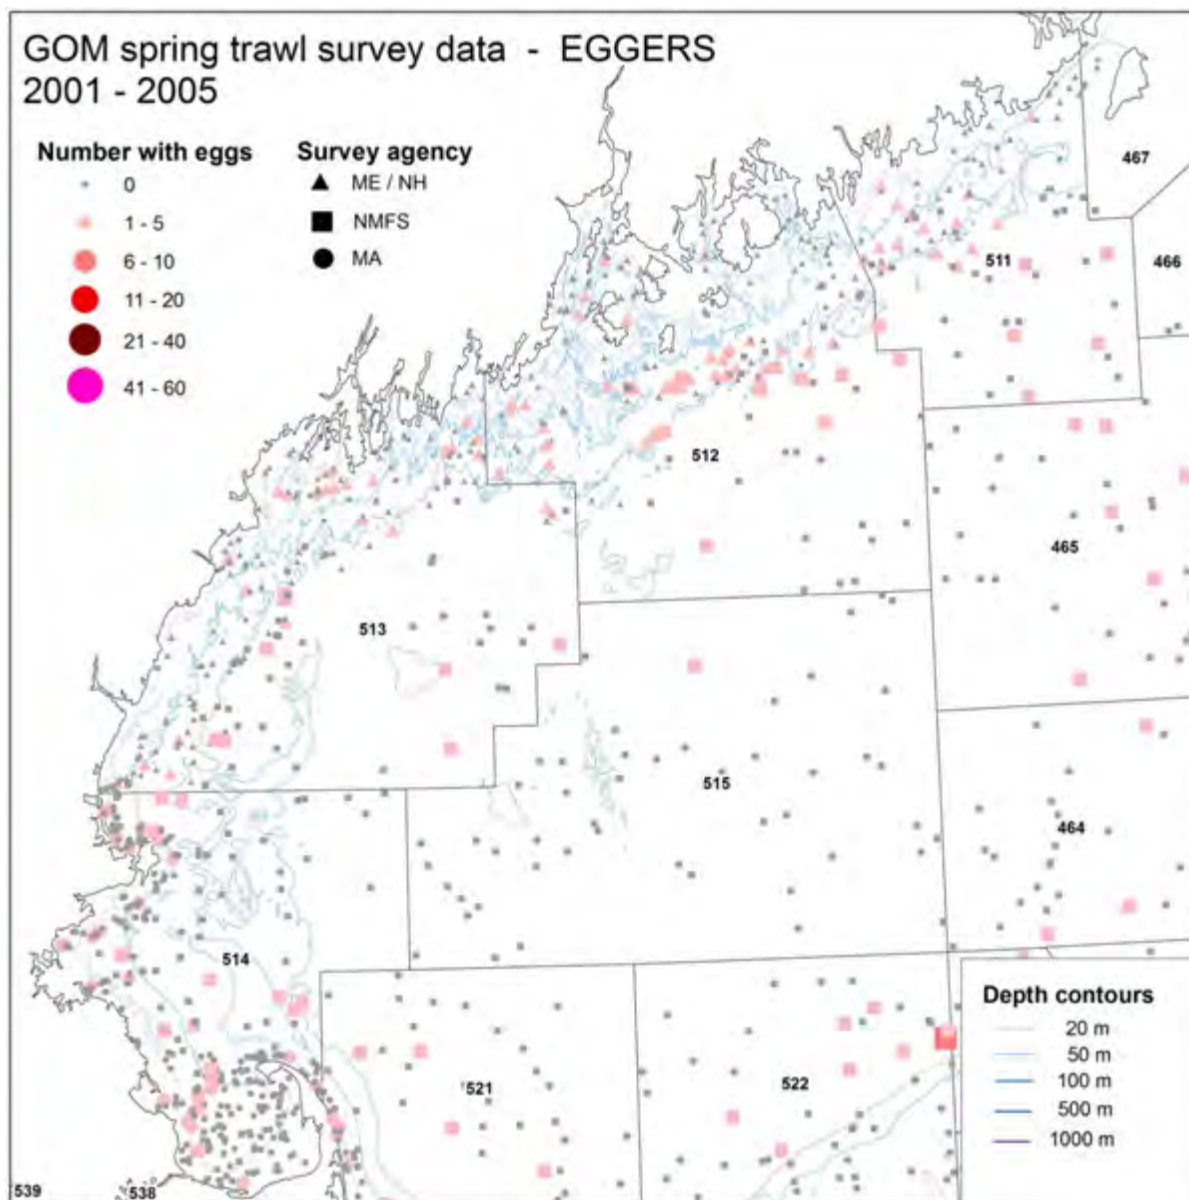 GOM spring trawl survey data - EGGERS
2001 - 2005
Number with eggs
0
1 - 5
6 - 10
11 - 20
21 - 40
41 - 60
Survey agency
ME / NH
NMFS
MA
467
466
511
512
465
513
515
464
514
521
522
539
538
Depth contours
20 m
50 m
100 m
500 m
1000 m